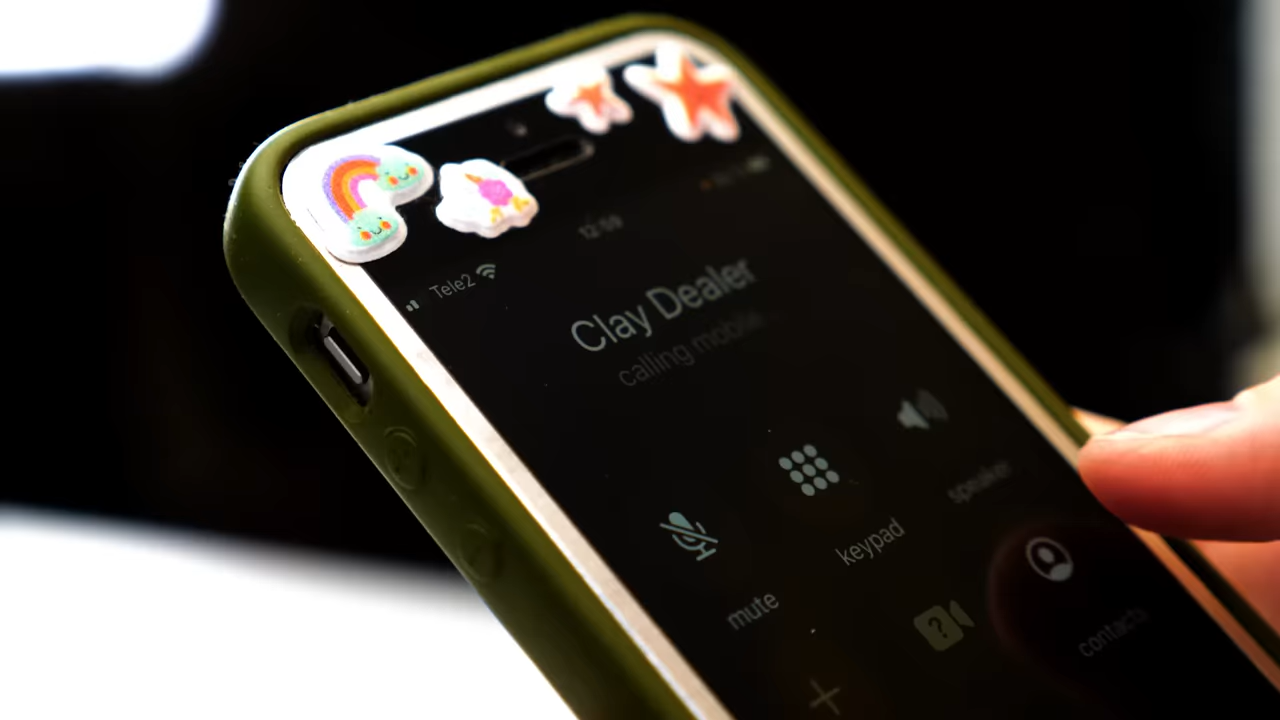 Tele2
12:59
Clay Dealer
calling mobile
mute
keypad
speaker
contacts